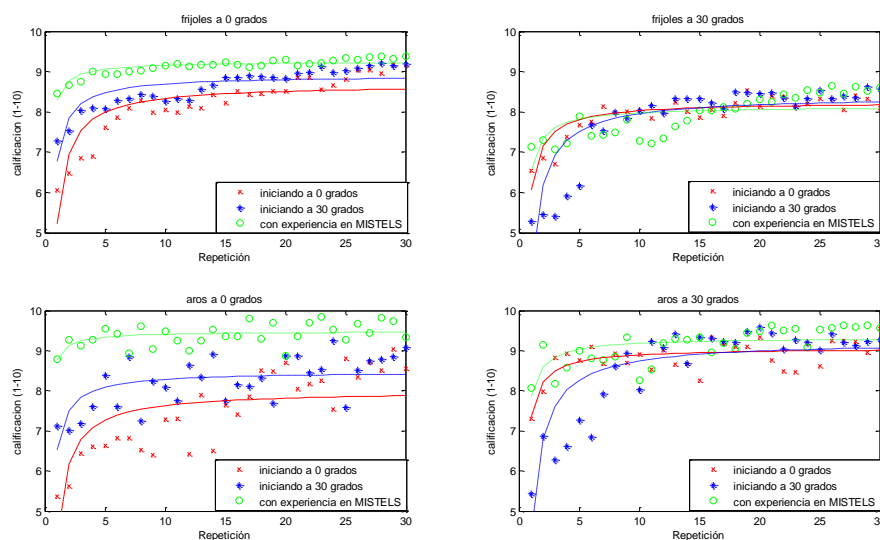 frijoles a 0 grados
10
9
8
7
6
5
calificacion (1-10)
0 5 10 15 20 25 30
Repetición
iniciando a 0 grados
iniciando a 30 grados
con experiencia en MISTELS
frijoles a 30 grados
10
9
8
7
6
5
calificacion (1-10)
0 5 10 15 20 25 30
Repetición
iniciando a 0 grados
iniciando a 30 grados
con experiencia en MISTELS
aros a 0 grados
10
9
8
7
6
5
calificacion (1-10)
0 5 10 15 20 25 30
Repetición
iniciando a 0 grados
iniciando a 30 grados
con experiencia en MISTELS
aros a 30 grados
10
9
8
7
6
5
calificacion (1-10)
0 5 10 15 20 25 30
Repetición
iniciando a 0 grados
iniciando a 30 grados
con experiencia en MISTELS